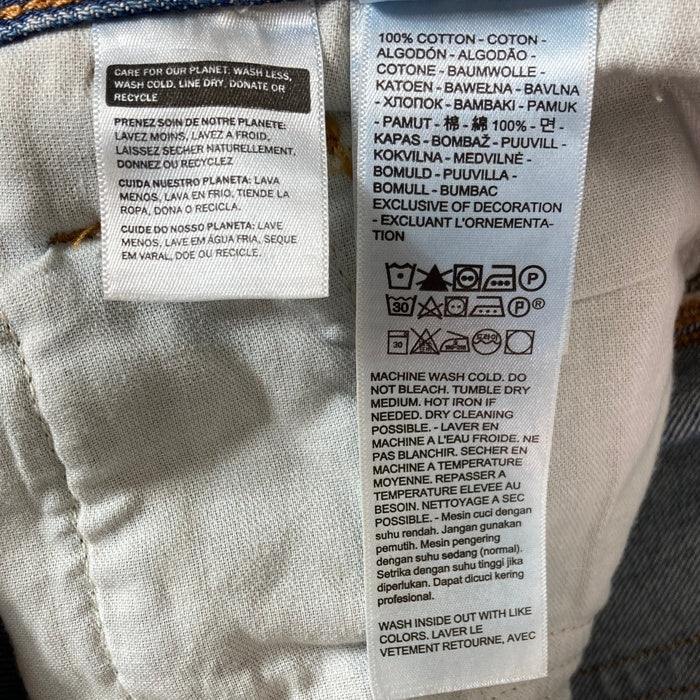 CARE FOR OUR PLANET: WASH LESS,
WASH COLD, LINE DRY, DONATE OR
RECYCLE
PRENEZ SOIN DE NOTRE PLANETE:
LAVEZ MOINS, LAVEZ A FROID,
LAISSEZ SECHER NATURELLEMENT,
DONNEZ OU RECYCLEZ
CUIDA NUESTRO PLANETA: LAVA
MENOS, LAVA EN FRIO, TIENDE LA
ROPA, DONA O RECICLA.
CUIDE DO NOSSO PLANETA: LAVE
MENOS, LAVE EM ÁGUA FRIA, SEQUE
EM VARAL, DOE OU RECICLE.
100% COTTON - COTON -
ALGODÓN - ALGODÃO -
COTONE - BAUMWOLLE -
KATOEN - BAWEŁNA - BAVLNA
- ХЛОПОК - BAMBAKI - PAMUK
- PAMUT - 棉 - 綿 100% - 면 -
KAPAS - BOMBAŽ - PUUVILL -
KOKVILNA - MEDVILNĖ -
BOMULD - PUUVILLA -
BOMULL - BUMBAC
EXCLUSIVE OF DECORATION
- EXCLUANT L'ORNEMENTA-
TION
P
30 P®
30 드라이
MACHINE WASH COLD. DO
NOT BLEACH. TUMBLE DRY
MEDIUM. HOT IRON IF
NEEDED. DRY CLEANING
POSSIBLE. - LAVER EN
MACHINE A L'EAU FROIDE. NE
PAS BLANCHIR. SECHER EN
MACHINE A TEMPERATURE
MOYENNE. REPASSER A
TEMPERATURE ELEVEE AU
BESOIN. NETTOYAGE A SEC
POSSIBLE. - Mesin cuci dengan
suhu rendah. Jangan gunakan
pemutih. Mesin pengering
dengan suhu sedang (normal).
Setrika dengan suhu tinggi jika
diperlukan. Dapat dicuci kering
profesional.
WASH INSIDE OUT WITH LIKE
COLORS. LAVER LE
VETEMENT RETOURNE, AVEC